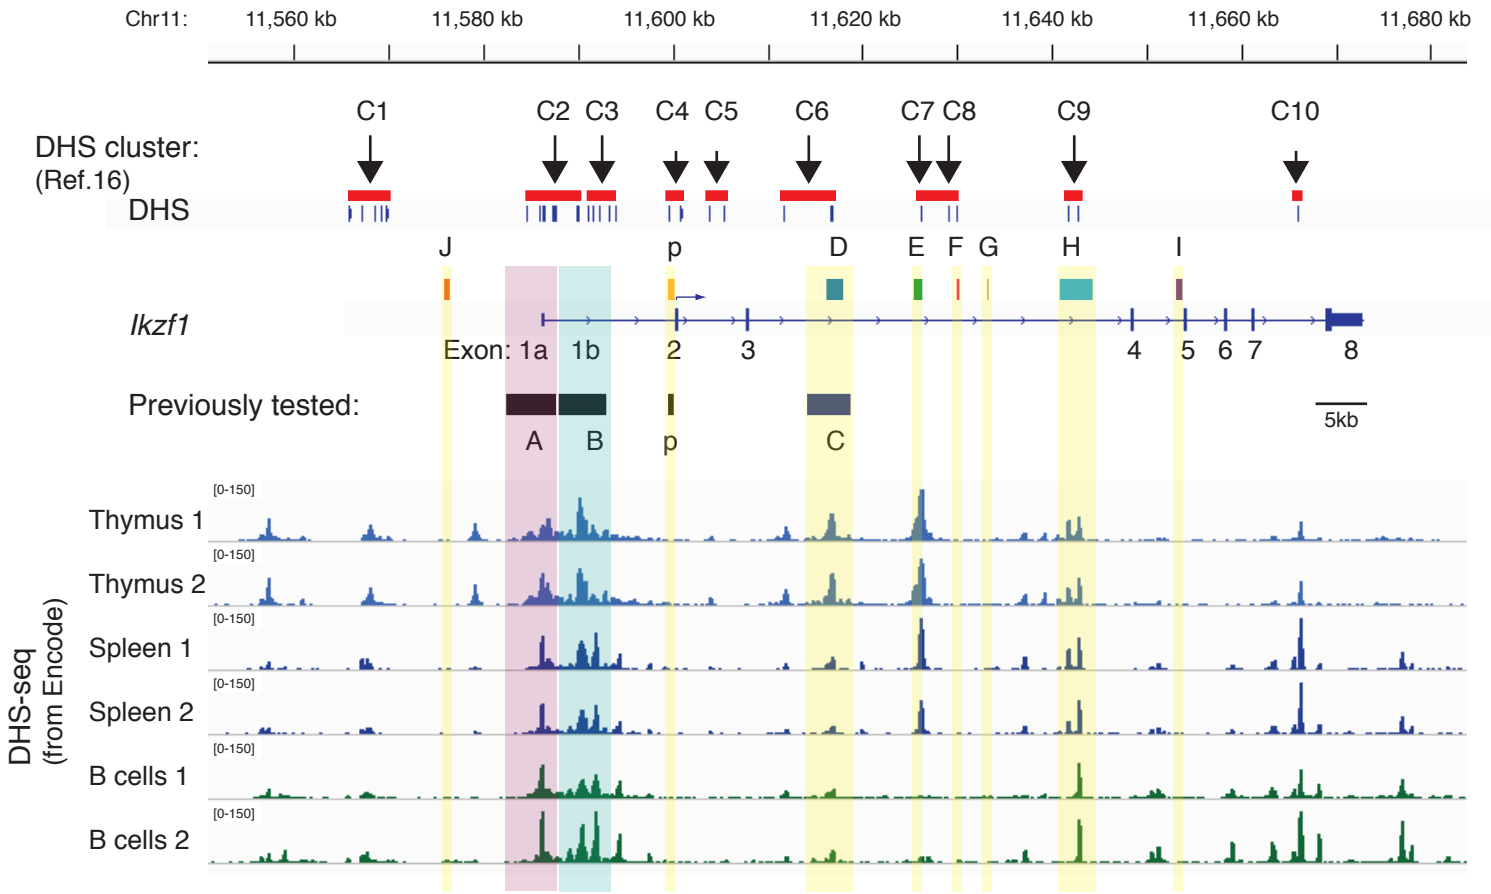 Chr11: 11,560 kb 11,580 kb 11,600 kb 11,620 kb 11,640 kb 11,660 kb 11,680 kb
C1 C2 C3 C4 C5 C6 C7 C8 C9 C10
DHS cluster:
(Ref.16)
DHS
J p D E F G H I
Ikzf1
Exon: 1a 1b 2 3 4 5 6 7 8
Previously tested:
5kb
A B p C
[0-150]
Thymus 1
[0-150]
Thymus 2
[0-150]
Spleen 1
[0-150]
Spleen 2
[0-150]
B cells 1
[0-150]
B cells 2
DHS-seq
(from Encode)